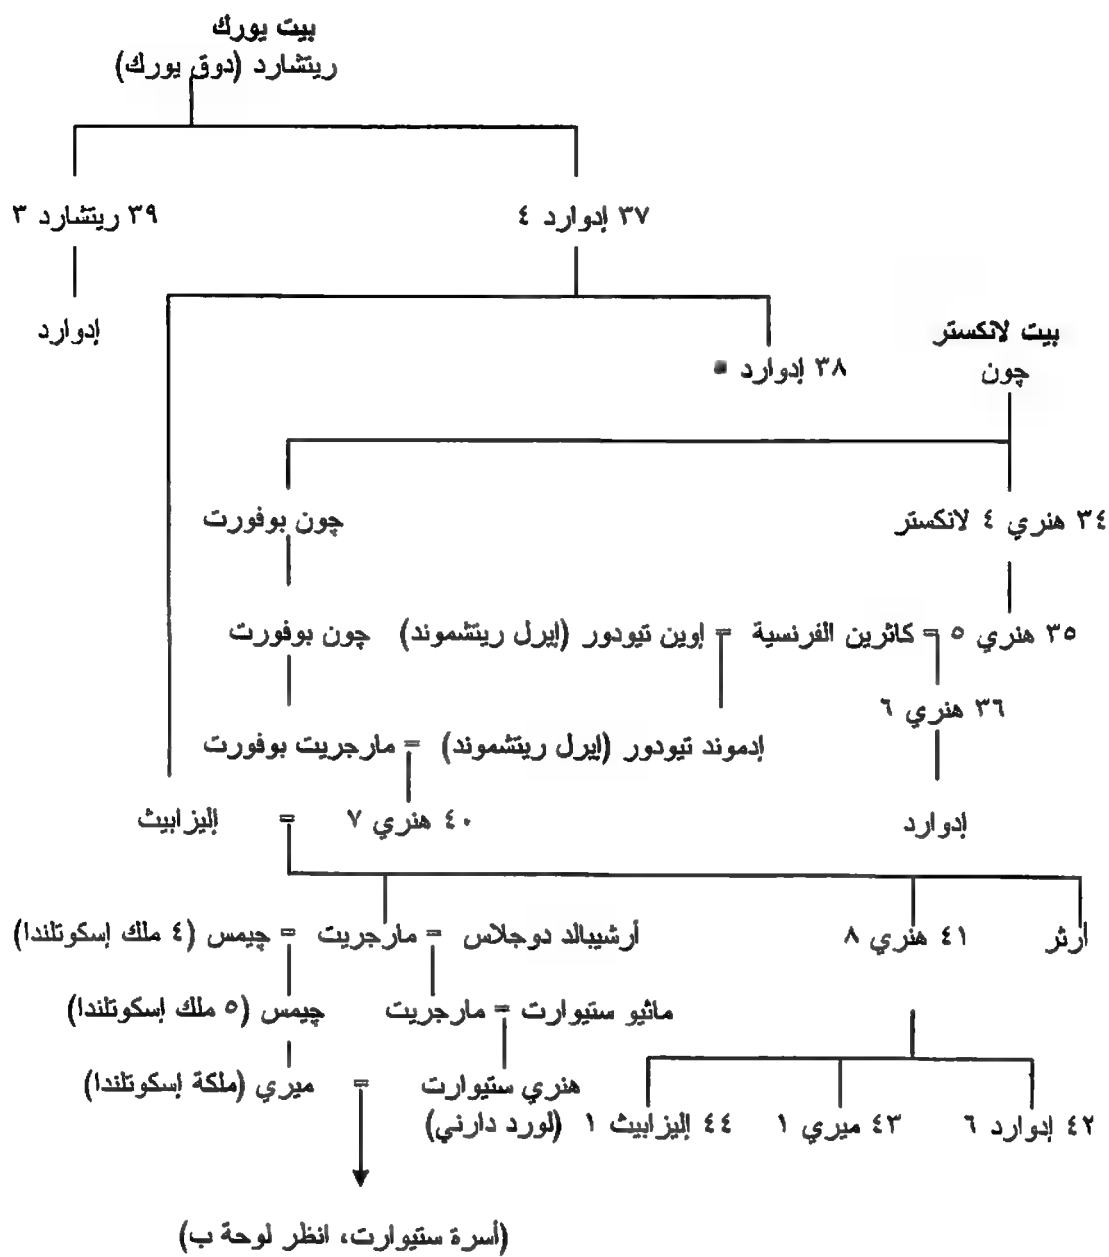 بيت يورك
ريتشارد (دوق يورك)
٣٧ إدوارد ٤
٣٩ ريتشارد ٣
إدوارد
بيت لانكستر
چون
٣٨ إدوارد
٣٤ هنري ٤ لانكستر
چون بوفورت
٣٥ هنري ٥ = كاثرين الفرنسية = إوين تيودور (إيرل ريتشموند)
چون بوفورت
٣٦ هنري ٦
إدموند تيودور (إيرل ريتشموند) = مارجريت بوفورت
إدوارد
٤٠ هنري ٧ = إليزابيث
أرثر
٤١ هنري ٨
أرشيبالد دوجلاس = مارجريت = چيمس (٤ ملك إسكوتلندا)
ماثيو ستيوارت = مارجريت
چيمس (٥ ملك إسكوتلندا)
هنري ستيوارت = ميري (ملكة إسكوتلندا)
(لورد دارني)
٤٢ إدوارد ٦
٤٣ ميري ١
٤٤ إليزابيث ١
(أسرة ستيوارت، انظر لوحة ب)